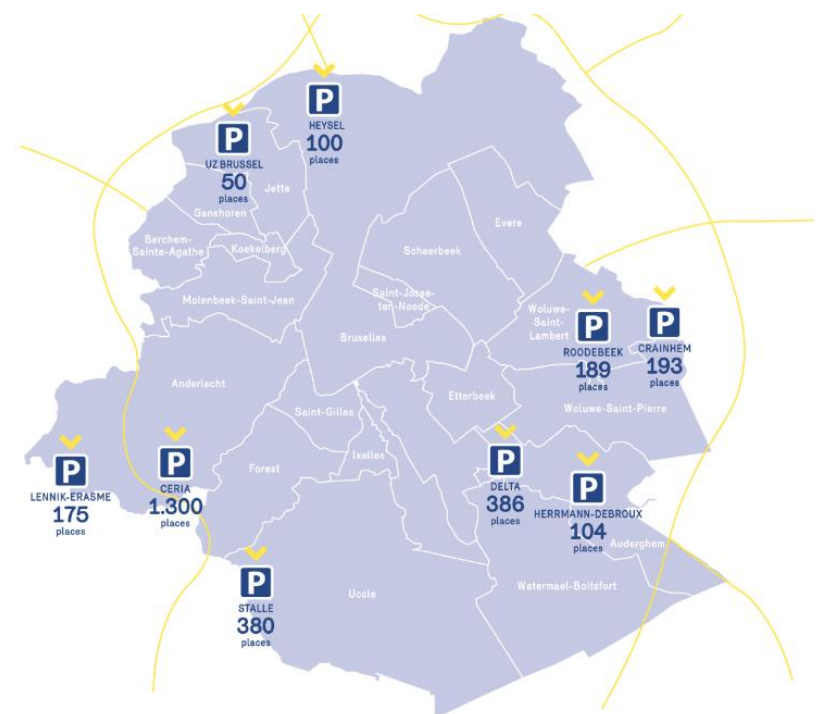 P
HEYSEL
100
places
P
UZ BRUSSEL
50
places
Jette
Ganshoren
Berchem-
Sainte-Agathe
Koekelberg
Evere
Schaerbeek
Molenbeek-Saint-Jean
Saint-Josse-
ten-Noode
Bruxelles
Woluwe-
Saint-
Lambert
P
ROODEBEEK
189
places
P
CRAINHEM
193
places
Anderlecht
Etterbeek
Saint-Gilles
Woluwe-Saint-Pierre
Ixelles
Forest
P
LENNIK-ERASME
175
places
P
CERIA
1.300
places
P
DELTA
386
places
P
HERRMANN-DEBROUX
104
places
Auderghem
P
STALLE
380
places
Uccle
Watermael-Boitsfort